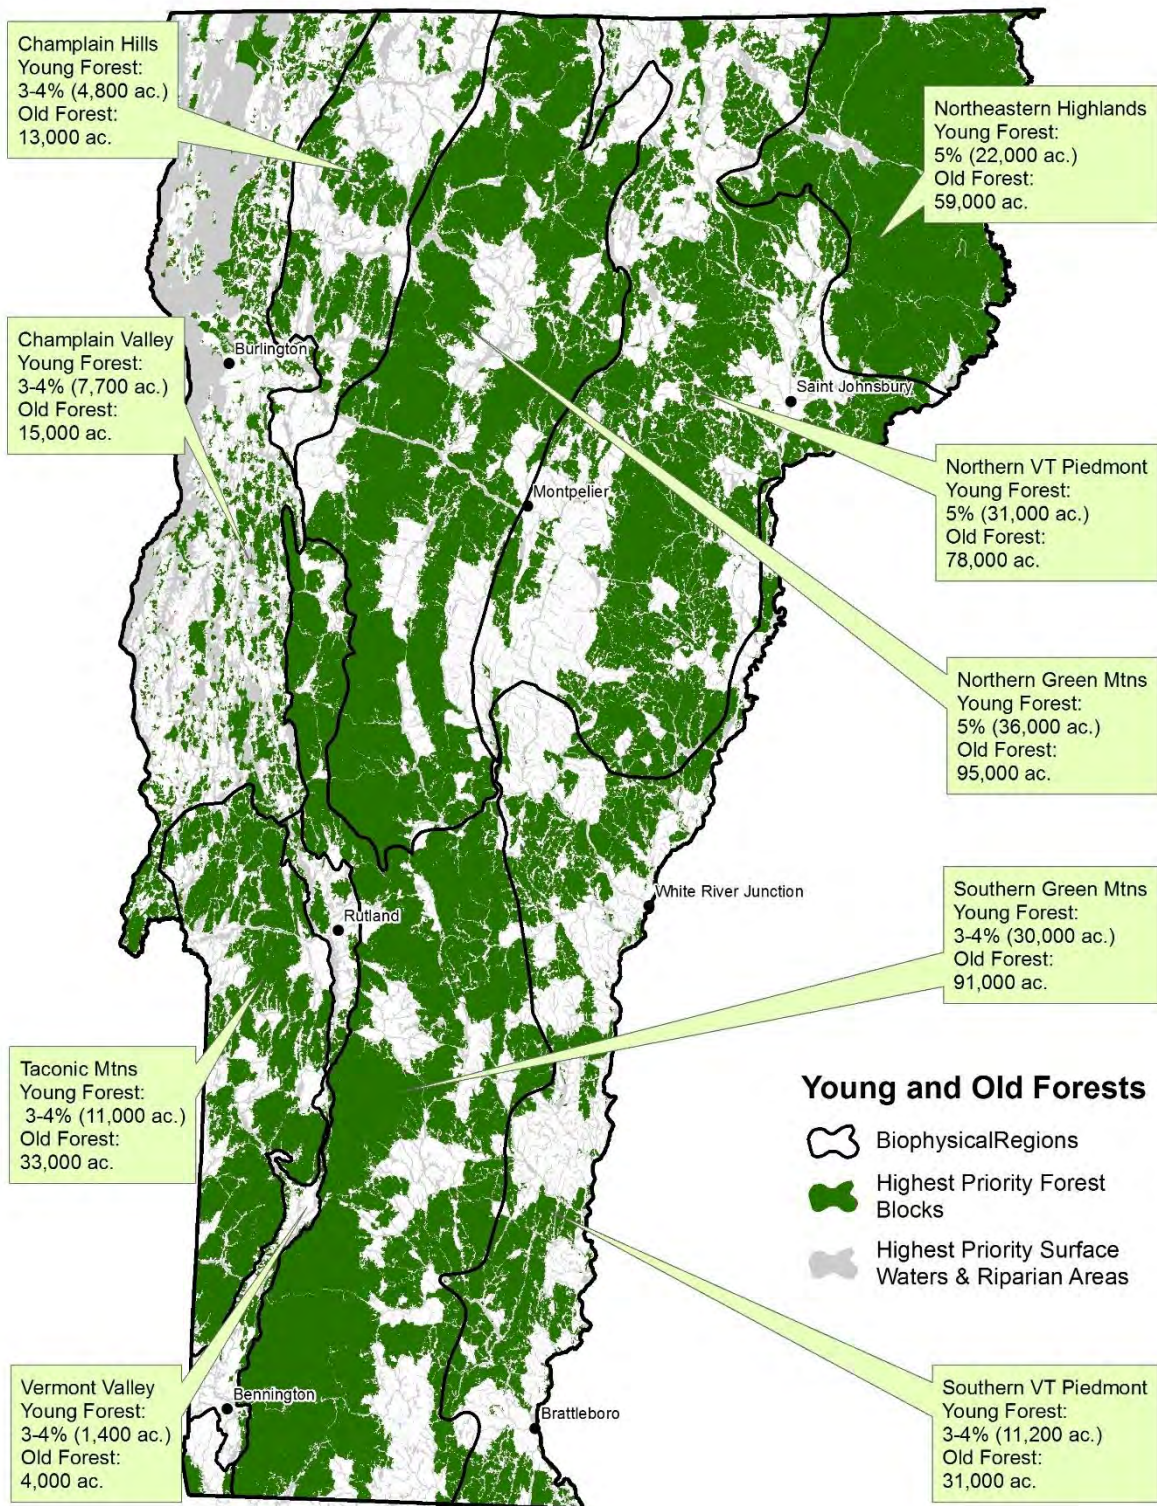 Champlain Hills
Young Forest:
3-4% (4,800 ac.)
Old Forest:
13,000 ac.
Northeastern Highlands
Young Forest:
5% (22,000 ac.)
Old Forest:
59,000 ac.
Champlain Valley
Young Forest:
3-4% (7,700 ac.)
Old Forest:
15,000 ac.
Burlington
Saint Johnsbury
Northern VT Piedmont
Young Forest:
5% (31,000 ac.)
Old Forest:
78,000 ac.
Montpelier
Northern Green Mtns
Young Forest:
5% (36,000 ac.)
Old Forest:
95,000 ac.
White River Junction
Rutland
Southern Green Mtns
Young Forest:
3-4% (30,000 ac.)
Old Forest:
91,000 ac.
Taconic Mtns
Young Forest:
3-4% (11,000 ac.)
Old Forest:
33,000 ac.
Young and Old Forests
BiophysicalRegions
Highest Priority Forest
Blocks
Highest Priority Surface
Waters & Riparian Areas
Vermont Valley
Young Forest:
3-4% (1,400 ac.)
Old Forest:
4,000 ac.
Bennington
Brattleboro
Southern VT Piedmont
Young Forest:
3-4% (11,200 ac.)
Old Forest:
31,000 ac.